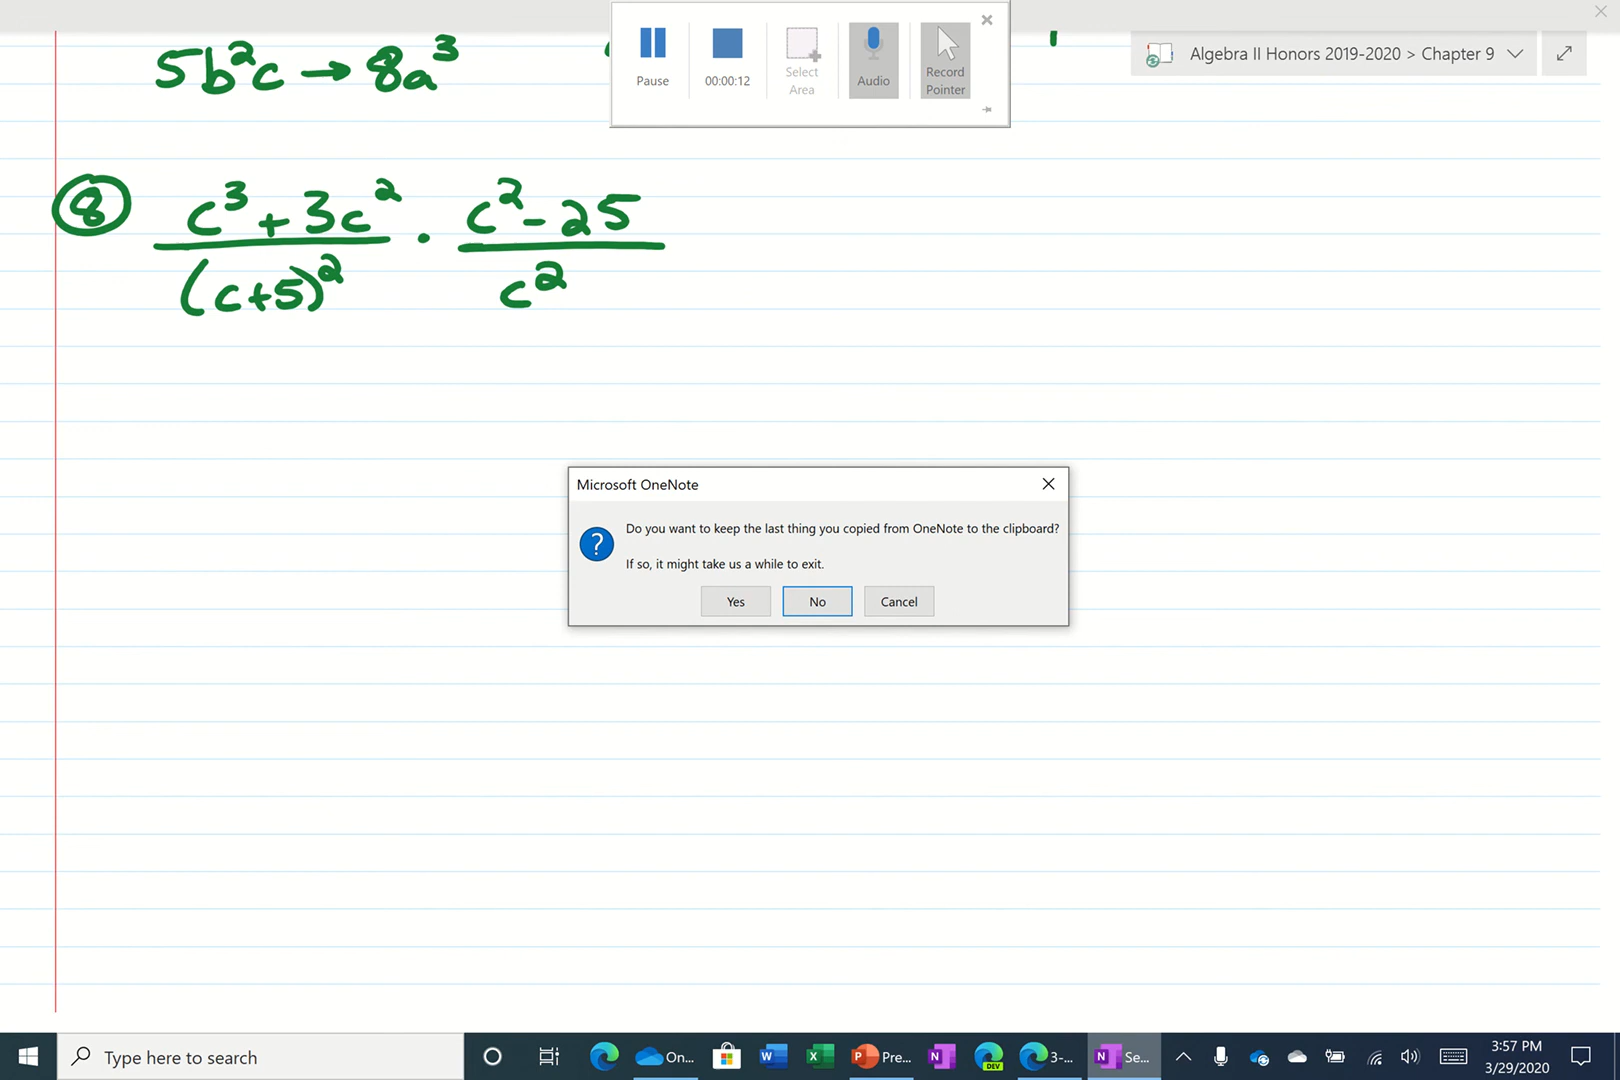 5b²c → 8a³
Pause
00:00:12
Select Area
Audio
Record Pointer
Algebra II Honors 2019-2020 > Chapter 9
⑧ c³ + 3c² / (c+5)² · c² - 25 / c²
Microsoft OneNote
Do you want to keep the last thing you copied from OneNote to the clipboard?
If so, it might take us a while to exit.
Yes No Cancel
Type here to search
On...
Pre...
DEV
3-...
Se...
3:57 PM
3/29/2020